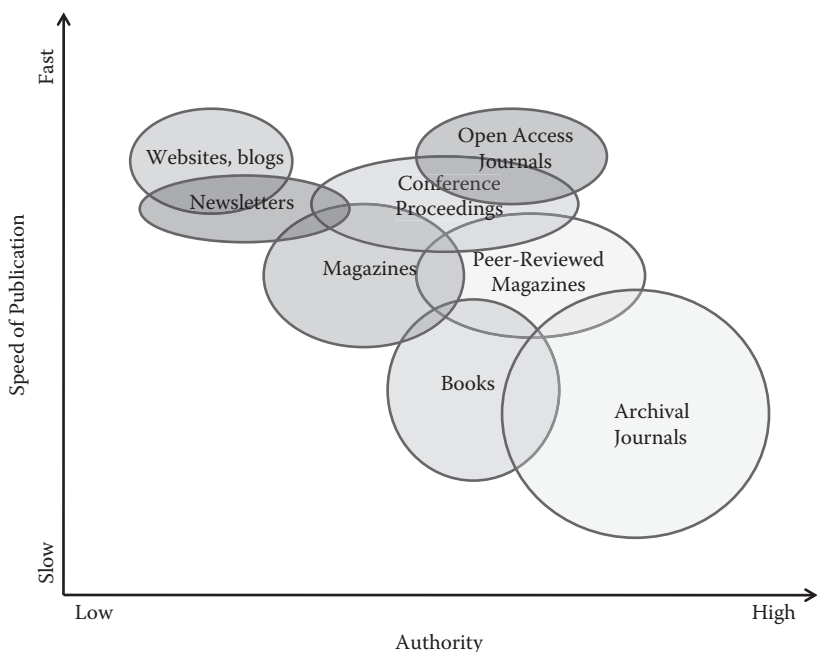 Fast
Websites, blogs
Newsletters
Open Access
Journals
Conference
Proceedings
Magazines
Peer-Reviewed
Magazines
Books
Archival
Journals
Speed of Publication
Slow
Low
High
Authority